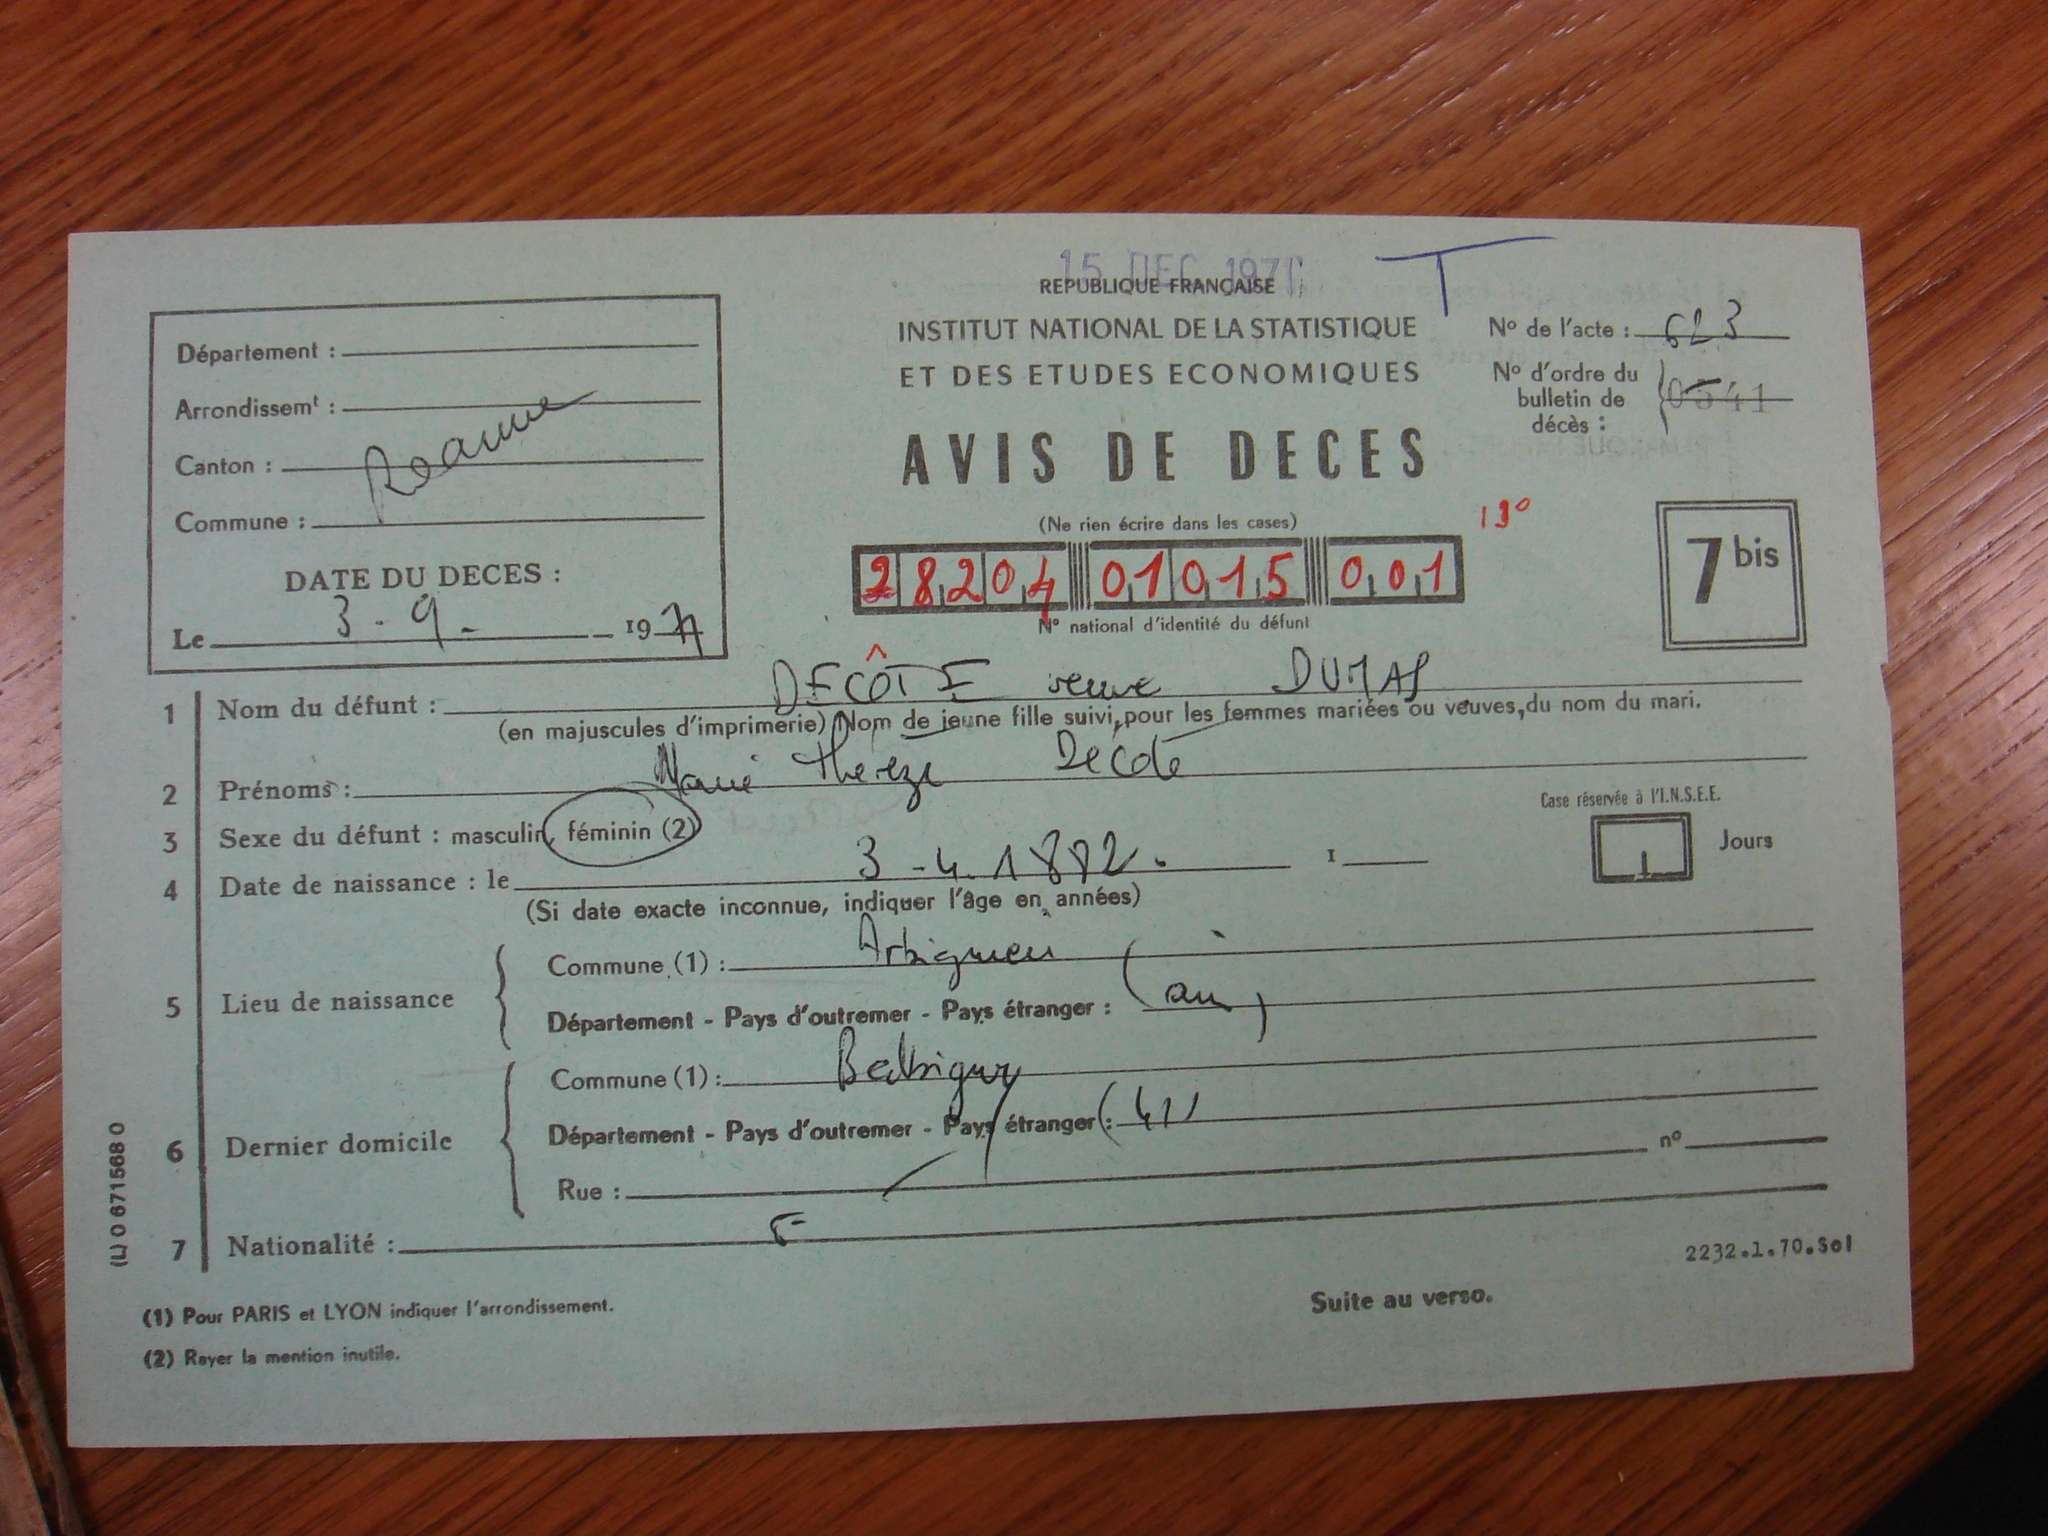 15 DEC 197
T
REPUBLIQUE FRANÇAISE
INSTITUT NATIONAL DE LA STATISTIQUE
ET DES ETUDES ECONOMIQUES
AVIS DE DECES
(Ne rien écrire dans les cases)
28204 01015 001
13°
N° national d'identité du défunt
N° de l'acte : 623
N° d'ordre du
bulletin de
décès :
0541
7 bis
Département :
Arrondissemt :
Canton : Roanne
Commune :
DATE DU DECES :
Le 3-9- 1971
1 Nom du défunt : DECÔTE veuve DUMAS
(en majuscules d'imprimerie) Nom de jeune fille suivi, pour les femmes mariées ou veuves, du nom du mari.
2 Prénoms : Marie Thereze Decote
3 Sexe du défunt : masculin, féminin (2)
Case réservée à l'I.N.S.E.E.
Jours
4 Date de naissance : le 3-4.1882. 1
(Si date exacte inconnue, indiquer l'âge en années)
5 Lieu de naissance
Commune (1) : Arbignieu
Département - Pays d'outremer - Pays étranger : (ain)
6 Dernier domicile
Commune (1) :
Département - Pays d'outremer - Pays étranger :
Rue :
n°
7 Nationalité : F
(L) O 671568 0
2232.1.70.Sol
(1) Pour PARIS et LYON indiquer l'arrondissement.
Suite au verso.
(2) Rayer la mention inutile.